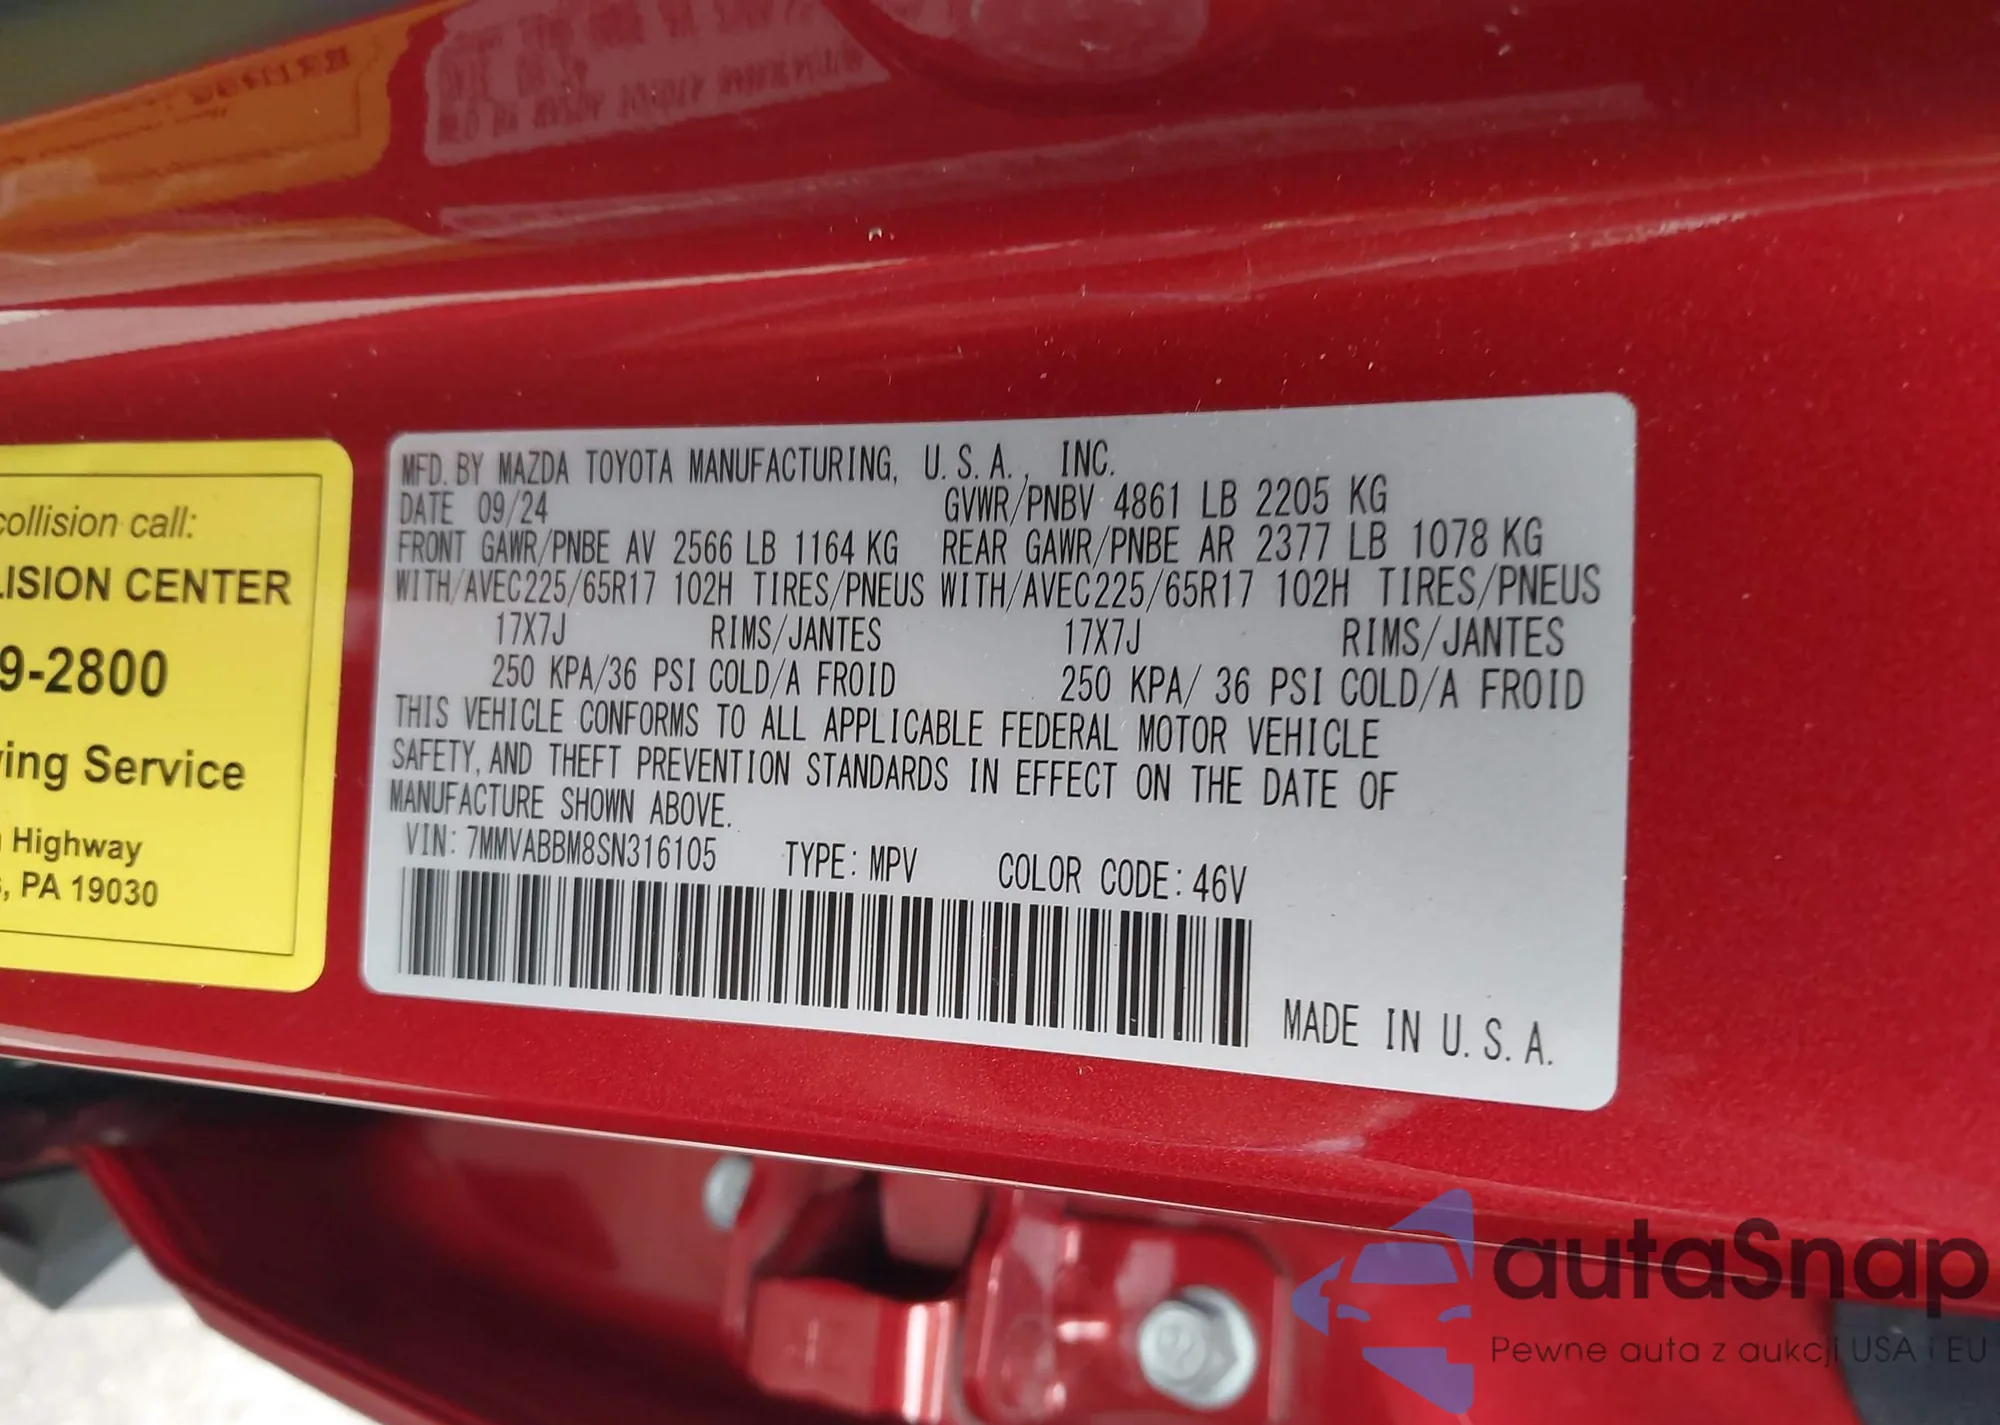 collision call:
LISION CENTER
9-2800
ving Service
Highway
, PA 19030
MFD. BY MAZDA TOYOTA MANUFACTURING, U. S. A., INC.
DATE 09/24 GVWR/PNBV 4861 LB 2205 KG
FRONT GAWR/PNBE AV 2566 LB 1164 KG REAR GAWR/PNBE AR 2377 LB 1078 KG
WITH/AVEC225/65R17 102H TIRES/PNEUS WITH/AVEC225/65R17 102H TIRES/PNEUS
17X7J RIMS/JANTES 17X7J RIMS/JANTES
250 KPA/36 PSI COLD/A FROID 250 KPA/ 36 PSI COLD/A FROID
THIS VEHICLE CONFORMS TO ALL APPLICABLE FEDERAL MOTOR VEHICLE
SAFETY, AND THEFT PREVENTION STANDARDS IN EFFECT ON THE DATE OF
MANUFACTURE SHOWN ABOVE.
VIN: 7MMVABBM8SN316105 TYPE: MPV COLOR CODE: 46V
MADE IN U. S. A.
autaSnap
Pewne auta z aukcji USA i EU